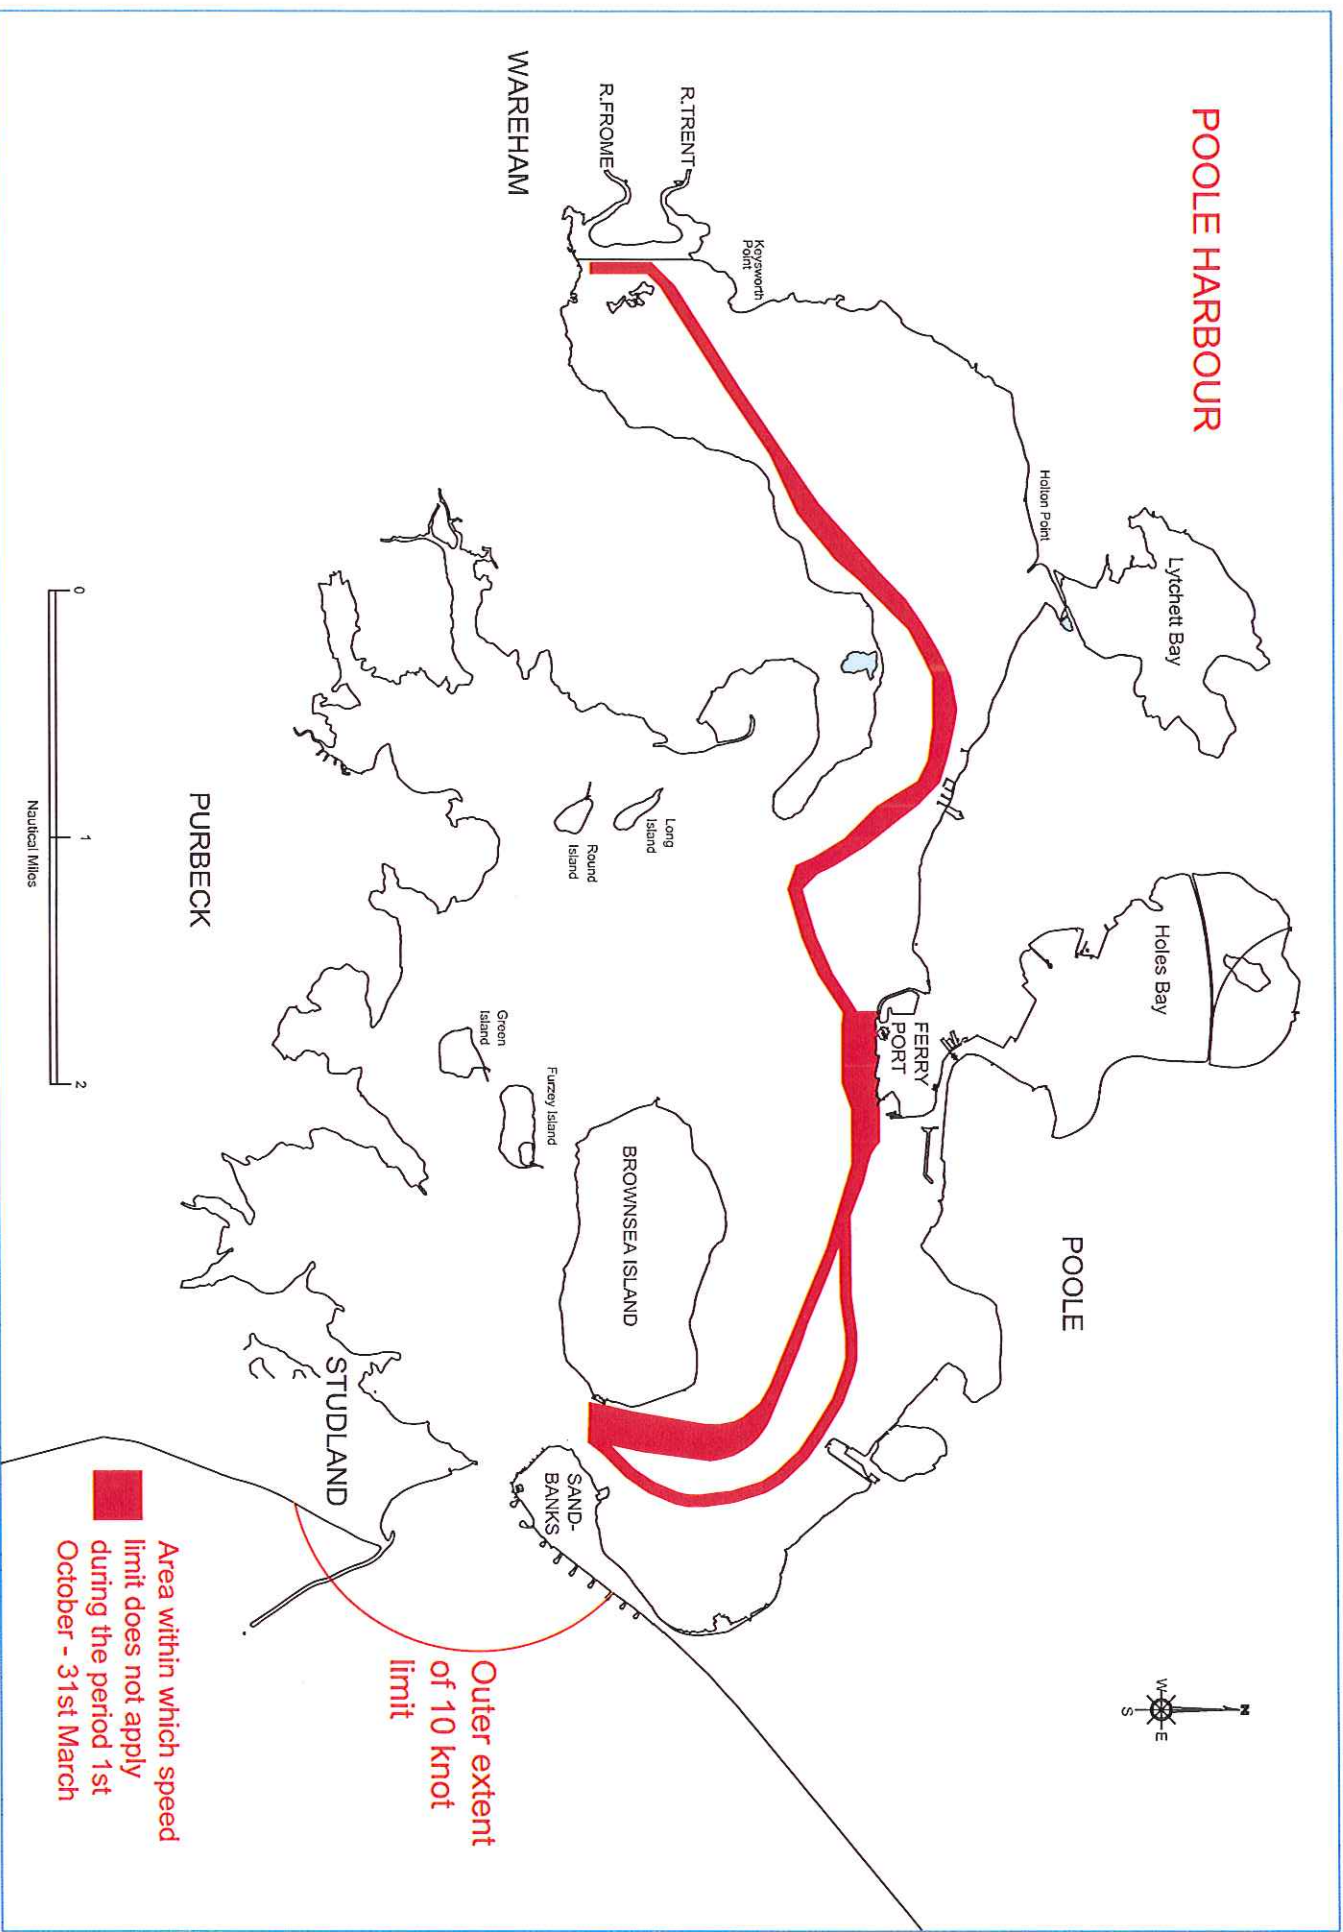 POOLE HARBOUR
Lytchett Bay
Holes Bay
POOLE
N
W
E
S
Holton Point
Keysworth
Point
R.TRENT
R.FROME
WAREHAM
FERRY
PORT
Long
Island
Round
Island
BROWNSEA ISLAND
Furzey Island
Green
Island
SAND-
BANKS
PURBECK
STUDLAND
Outer extent
of 10 knot
limit
Area within which speed
limit does not apply
during the period 1st
October - 31st March
0
1
2
Nautical Miles